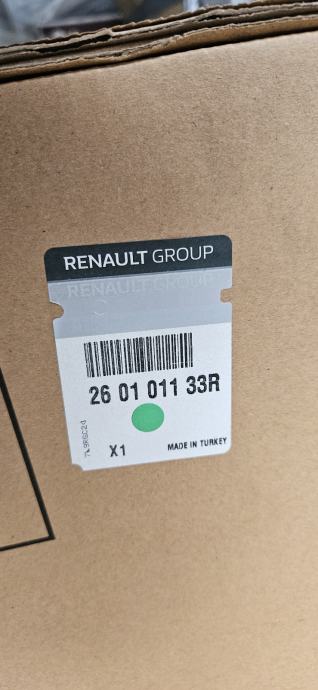 RENAULT GROUP
RENAULT GROUP
26 01 011 33R
X1
MADE IN TURKEY